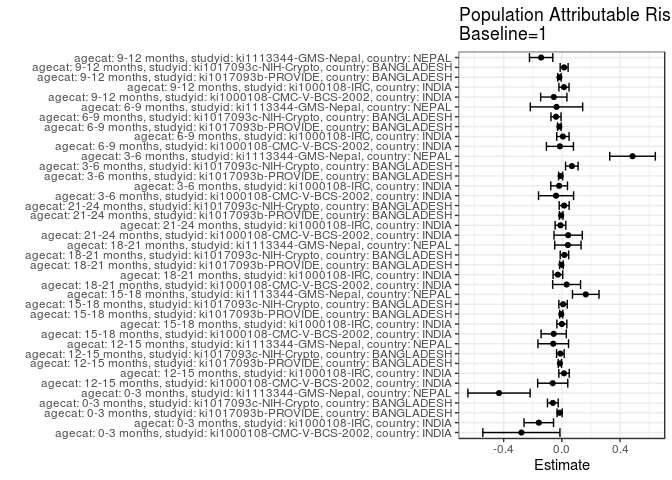 Population Attributable Ris
Baseline=1
agecat: 9-12 months, studyid: ki1113344-GMS-Nepal, country: NEPAL
agecat: 9-12 months, studyid: ki1017093c-NIH-Crypto, country: BANGLADESH
agecat: 9-12 months, studyid: ki1017093b-PROVIDE, country: BANGLADESH
agecat: 9-12 months, studyid: ki1000108-IRC, country: INDIA
agecat: 9-12 months, studyid: ki1000108-CMC-V-BCS-2002, country: INDIA
agecat: 6-9 months, studyid: ki1113344-GMS-Nepal, country: NEPAL
agecat: 6-9 months, studyid: ki1017093c-NIH-Crypto, country: BANGLADESH
agecat: 6-9 months, studyid: ki1017093b-PROVIDE, country: BANGLADESH
agecat: 6-9 months, studyid: ki1000108-IRC, country: INDIA
agecat: 6-9 months, studyid: ki1000108-CMC-V-BCS-2002, country: INDIA
agecat: 3-6 months, studyid: ki1113344-GMS-Nepal, country: NEPAL
agecat: 3-6 months, studyid: ki1017093c-NIH-Crypto, country: BANGLADESH
agecat: 3-6 months, studyid: ki1017093b-PROVIDE, country: BANGLADESH
agecat: 3-6 months, studyid: ki1000108-IRC, country: INDIA
agecat: 3-6 months, studyid: ki1000108-CMC-V-BCS-2002, country: INDIA
agecat: 21-24 months, studyid: ki1017093c-NIH-Crypto, country: BANGLADESH
agecat: 21-24 months, studyid: ki1017093b-PROVIDE, country: BANGLADESH
agecat: 21-24 months, studyid: ki1000108-IRC, country: INDIA
agecat: 21-24 months, studyid: ki1000108-CMC-V-BCS-2002, country: INDIA
agecat: 18-21 months, studyid: ki1113344-GMS-Nepal, country: NEPAL
agecat: 18-21 months, studyid: ki1017093c-NIH-Crypto, country: BANGLADESH
agecat: 18-21 months, studyid: ki1017093b-PROVIDE, country: BANGLADESH
agecat: 18-21 months, studyid: ki1000108-IRC, country: INDIA
agecat: 18-21 months, studyid: ki1000108-CMC-V-BCS-2002, country: INDIA
agecat: 15-18 months, studyid: ki1113344-GMS-Nepal, country: NEPAL
agecat: 15-18 months, studyid: ki1017093c-NIH-Crypto, country: BANGLADESH
agecat: 15-18 months, studyid: ki1017093b-PROVIDE, country: BANGLADESH
agecat: 15-18 months, studyid: ki1000108-IRC, country: INDIA
agecat: 15-18 months, studyid: ki1000108-CMC-V-BCS-2002, country: INDIA
agecat: 12-15 months, studyid: ki1113344-GMS-Nepal, country: NEPAL
agecat: 12-15 months, studyid: ki1017093c-NIH-Crypto, country: BANGLADESH
agecat: 12-15 months, studyid: ki1017093b-PROVIDE, country: BANGLADESH
agecat: 12-15 months, studyid: ki1000108-IRC, country: INDIA
agecat: 12-15 months, studyid: ki1000108-CMC-V-BCS-2002, country: INDIA
agecat: 0-3 months, studyid: ki1113344-GMS-Nepal, country: NEPAL
agecat: 0-3 months, studyid: ki1017093c-NIH-Crypto, country: BANGLADESH
agecat: 0-3 months, studyid: ki1017093b-PROVIDE, country: BANGLADESH
agecat: 0-3 months, studyid: ki1000108-IRC, country: INDIA
agecat: 0-3 months, studyid: ki1000108-CMC-V-BCS-2002, country: INDIA
-0.4 0.0 0.4
Estimate